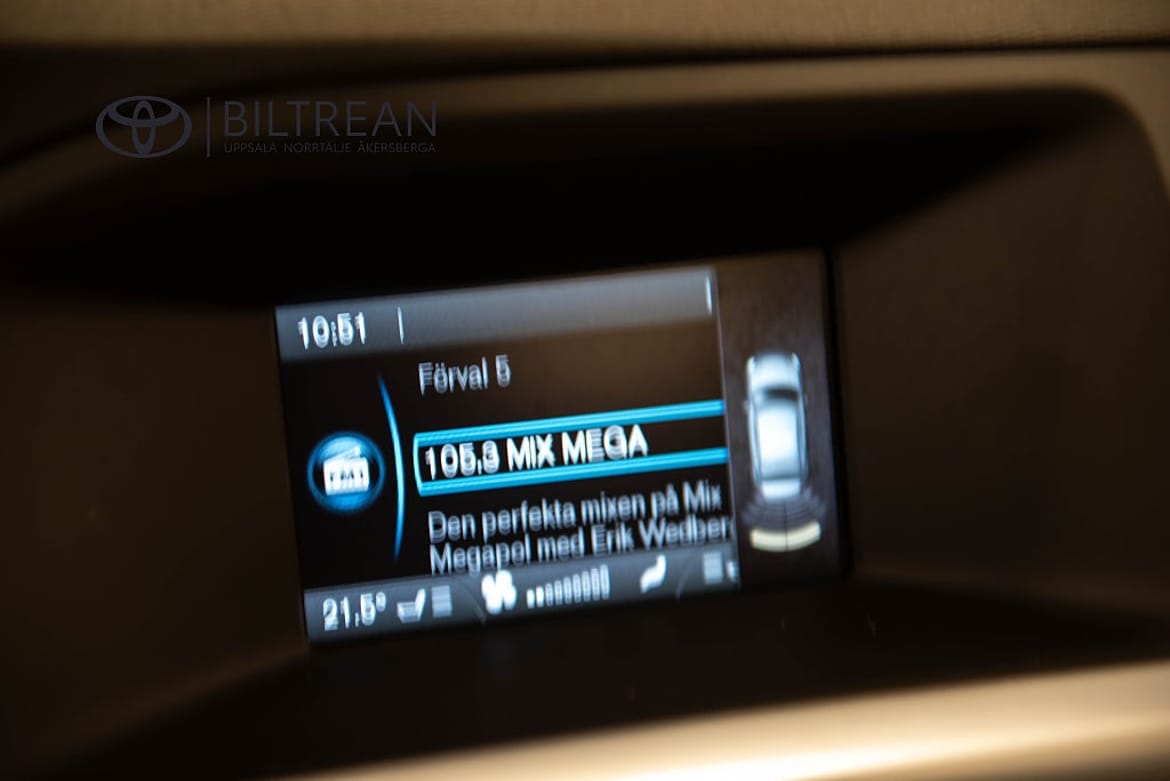 BILTREAN
UPPSALA NORRTÄLJE ÅKERSBERGA
10:51
Förval 5
105,3 MIX MEGA
Den perfekta mixen på Mix
Megapol med Erik Wedber
21.5°